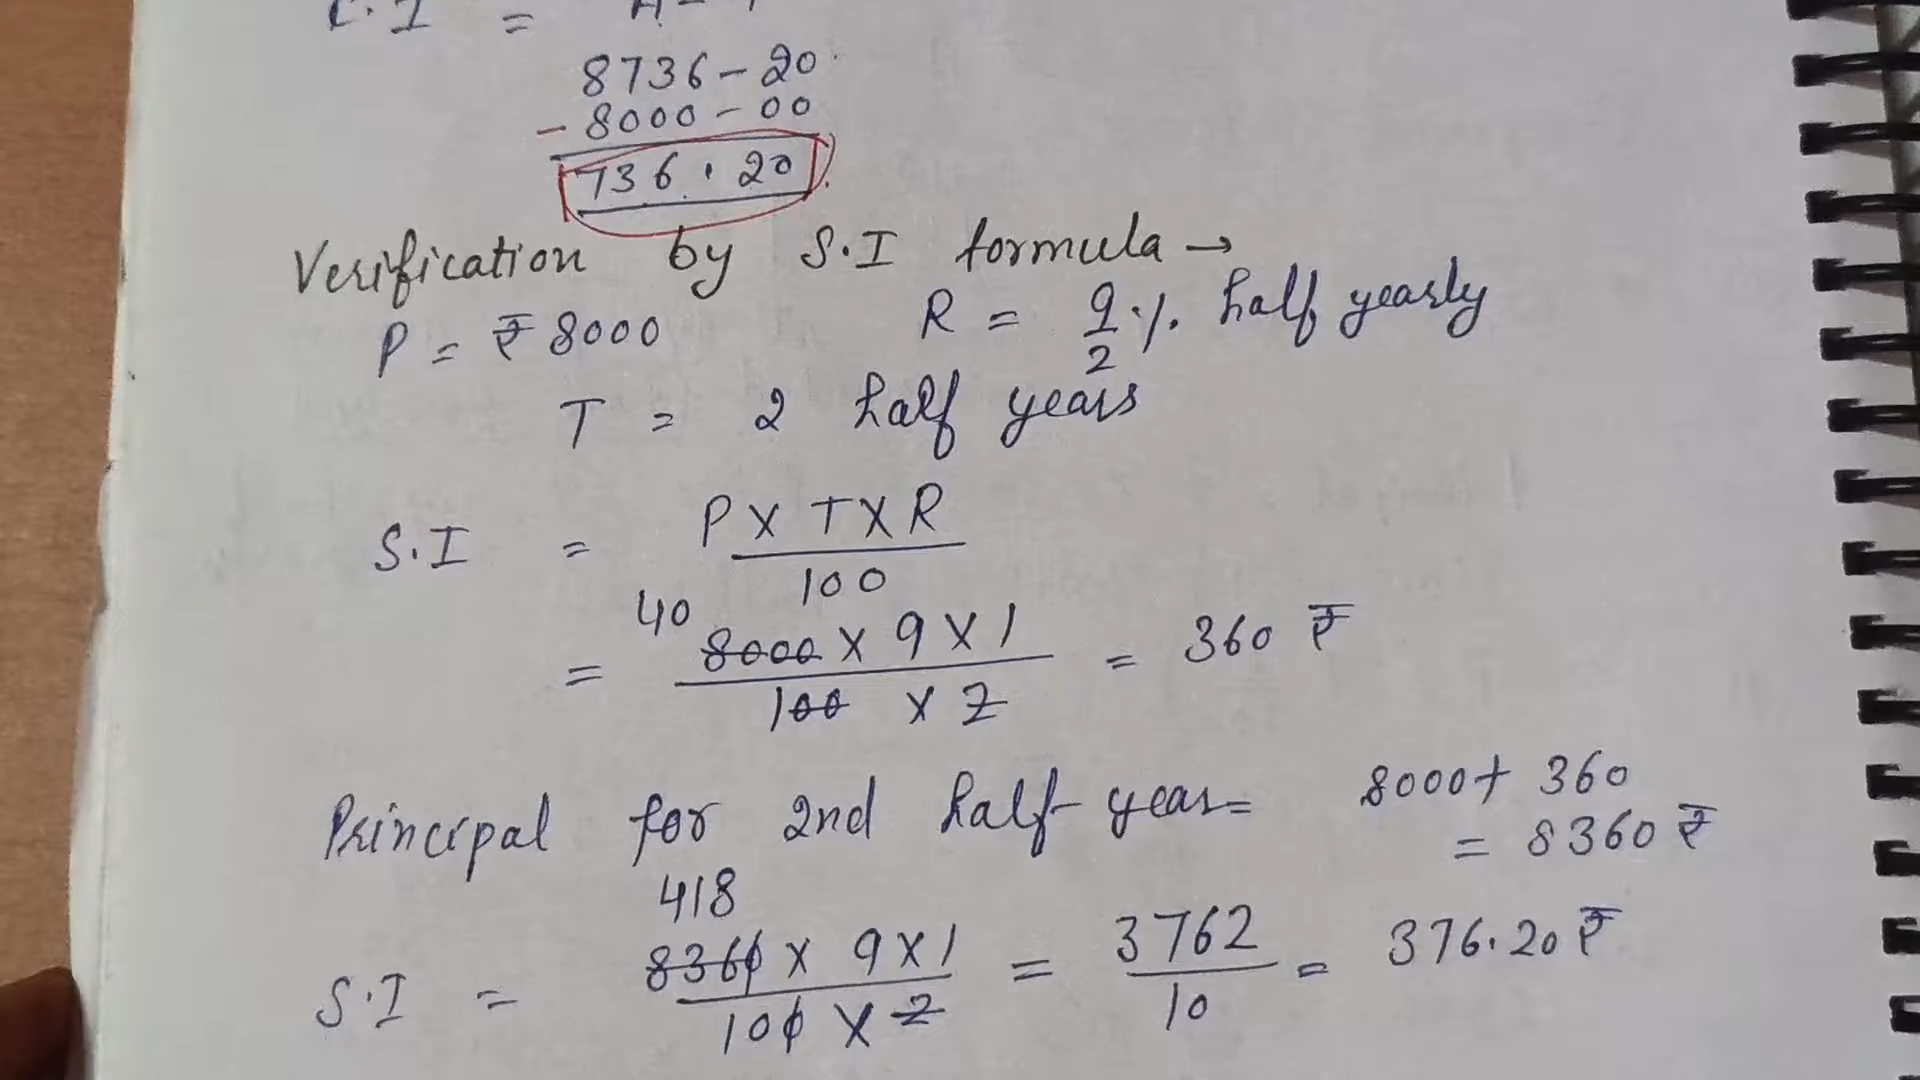 C.I = A-P
8736-20
- 8000-00
736.20
Verification by S.I formula →
P = ₹ 8000 R = 9/2 % half yearly
T = 2 half years
S.I = P X T X R / 100
40
= 8000 X 9 X 1 / 100 X 2 = 360 ₹
Principal for 2nd half year = 8000 + 360
= 8360 ₹
418
S.I = 8360 X 9 X 1 / 100 X 2 = 3762 / 10 = 376.20 ₹